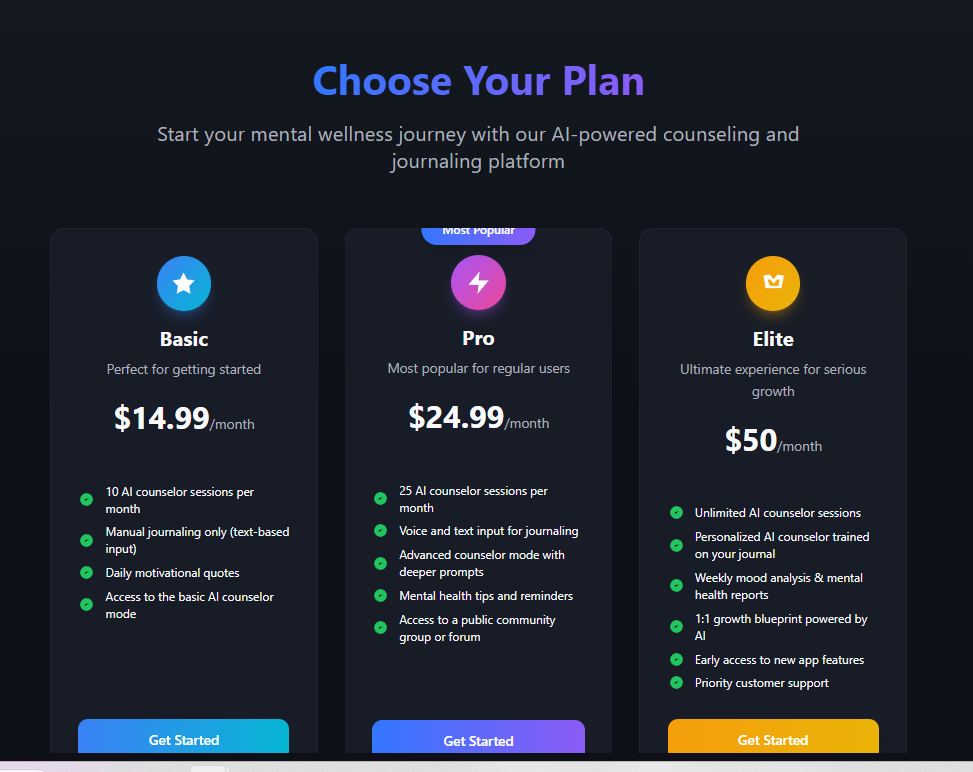 Choose Your Plan
Start your mental wellness journey with our AI-powered counseling and
journaling platform
Basic
Perfect for getting started
$14.99/month
10 AI counselor sessions per
month
Manual journaling only (text-based
input)
Daily motivational quotes
Access to the basic AI counselor
mode
Get Started
Most Popular
Pro
Most popular for regular users
$24.99/month
25 AI counselor sessions per
month
Voice and text input for journaling
Advanced counselor mode with
deeper prompts
Mental health tips and reminders
Access to a public community
group or forum
Get Started
Elite
Ultimate experience for serious
growth
$50/month
Unlimited AI counselor sessions
Personalized AI counselor trained
on your journal
Weekly mood analysis & mental
health reports
1:1 growth blueprint powered by
AI
Early access to new app features
Priority customer support
Get Started